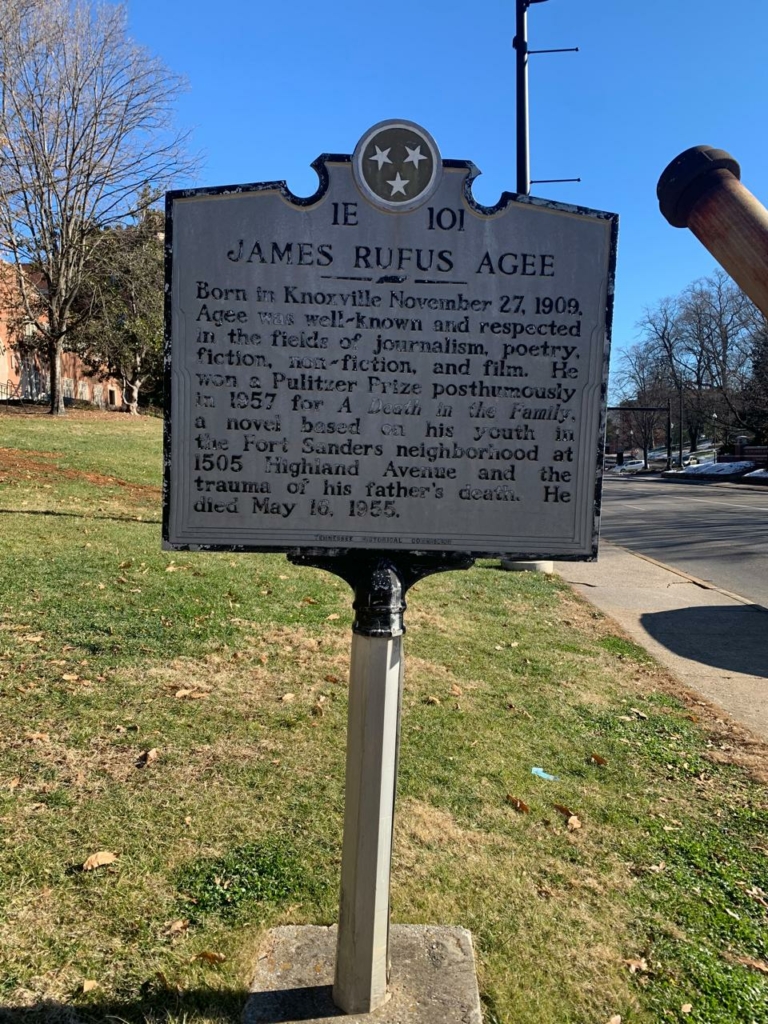 1E 101
JAMES RUFUS AGEE
Born in Knoxville November 27, 1909,
Agee was well-known and respected
in the fields of journalism, poetry,
fiction, non-fiction, and film. He
won a Pulitzer Prize posthumously
in 1957 for A Death in the Family,
a novel based on his youth in
the Fort Sanders neighborhood at
1505 Highland Avenue and the
trauma of his father's death. He
died May 16, 1955.
TENNESSEE HISTORICAL COMMISSION